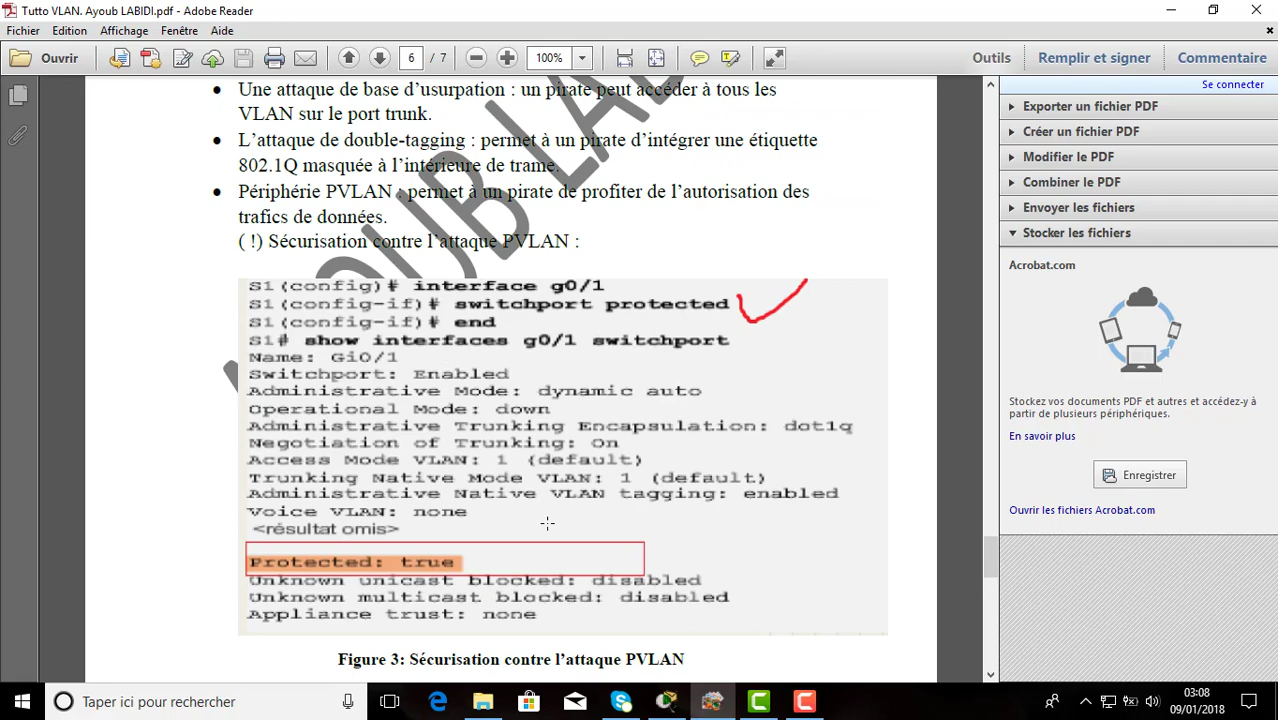 Tutto VLAN. Ayoub LABIDI.pdf - Adobe Reader
Fichier Edition Affichage Fenêtre Aide
Ouvrir 6 / 7 100% Outils Remplir et signer Commentaire
Une attaque de base d'usurpation : un pirate peut accéder à tous les
VLAN sur le port trunk.
L'attaque de double-tagging : permet à un pirate d'intégrer une étiquette
802.1Q masquée à l'intérieure de trame.
Périphérie PVLAN : permet à un pirate de profiter de l'autorisation des
trafics de données.
( !) Sécurisation contre l'attaque PVLAN :
S1(config)# interface g0/1
S1(config-if)# switchport protected
S1(config-if)# end
S1# show interfaces g0/1 switchport
Name: Gi0/1
Switchport: Enabled
Administrative Mode: dynamic auto
Operational Mode: down
Administrative Trunking Encapsulation: dot1q
Negotiation of Trunking: On
Access Mode VLAN: 1 (default)
Trunking Native Mode VLAN: 1 (default)
Administrative Native VLAN tagging: enabled
Voice VLAN: none
<résultat omis>
Protected: true
Unknown unicast blocked: disabled
Unknown multicast blocked: disabled
Appliance trust: none
Figure 3: Sécurisation contre l'attaque PVLAN
Se connecter
Exporter un fichier PDF
Créer un fichier PDF
Modifier le PDF
Combiner le PDF
Envoyer les fichiers
Stocker les fichiers
Acrobat.com
Stockez vos documents PDF et autres et accédez-y à
partir de plusieurs périphériques.
En savoir plus
Enregistrer
Ouvrir les fichiers Acrobat.com
Taper ici pour rechercher
03:08
09/01/2018